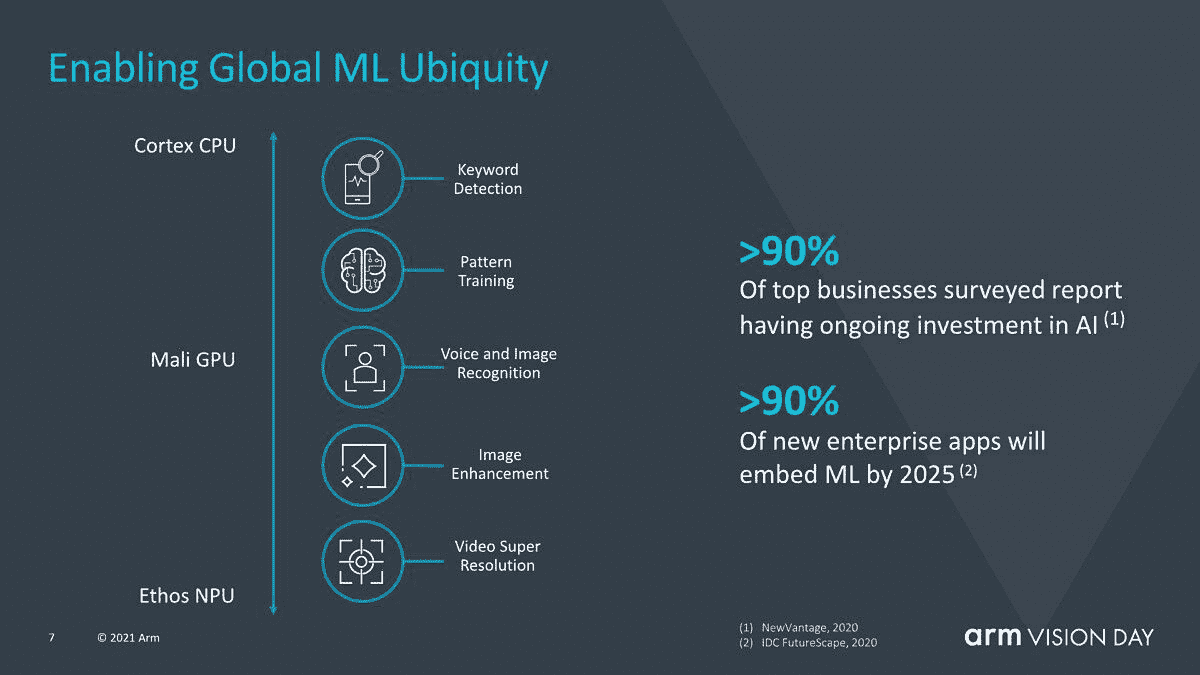 Enabling Global ML Ubiquity
Cortex CPU
Mali GPU
Ethos NPU
Keyword
Detection
Pattern
Training
Voice and Image
Recognition
Image
Enhancement
Video Super
Resolution
>90%
Of top businesses surveyed report
having ongoing investment in AI (1)
>90%
Of new enterprise apps will
embed ML by 2025 (2)
7 © 2021 Arm
(1) NewVantage, 2020
(2) IDC FutureScape, 2020
arm VISION DAY